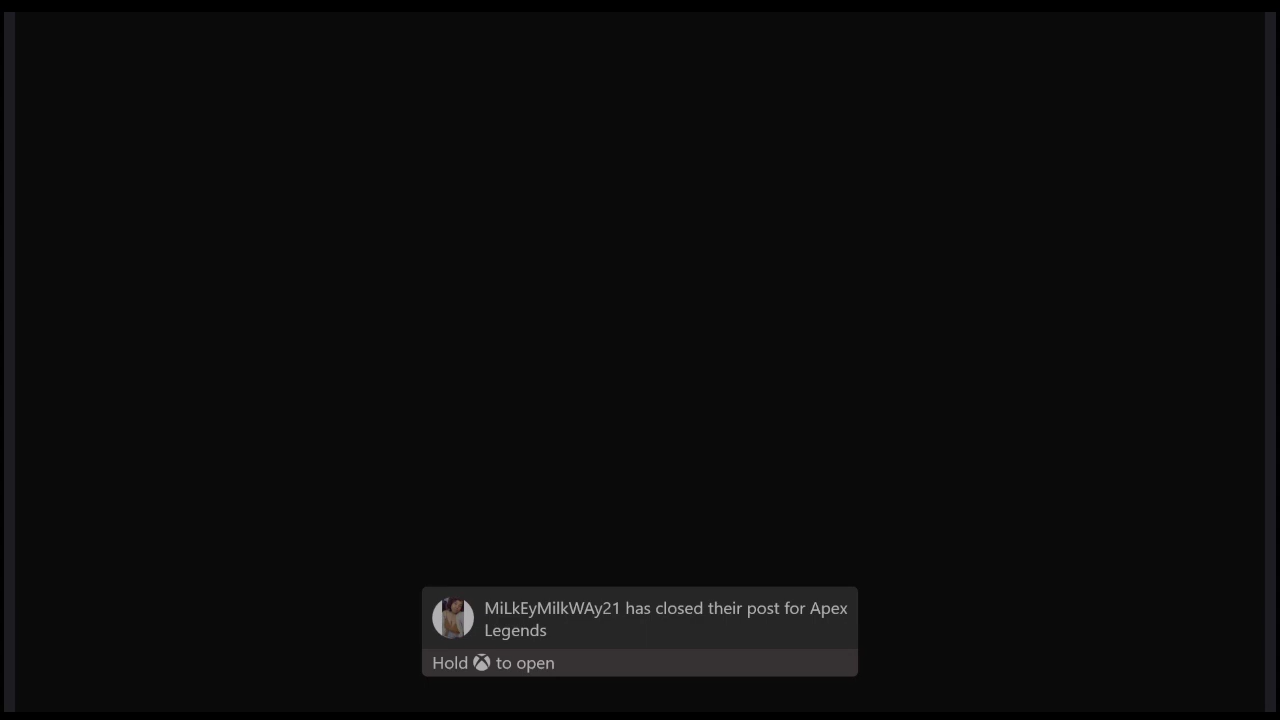 MiLkEyMilkWAy21 has closed their post for Apex
Legends
Hold to open